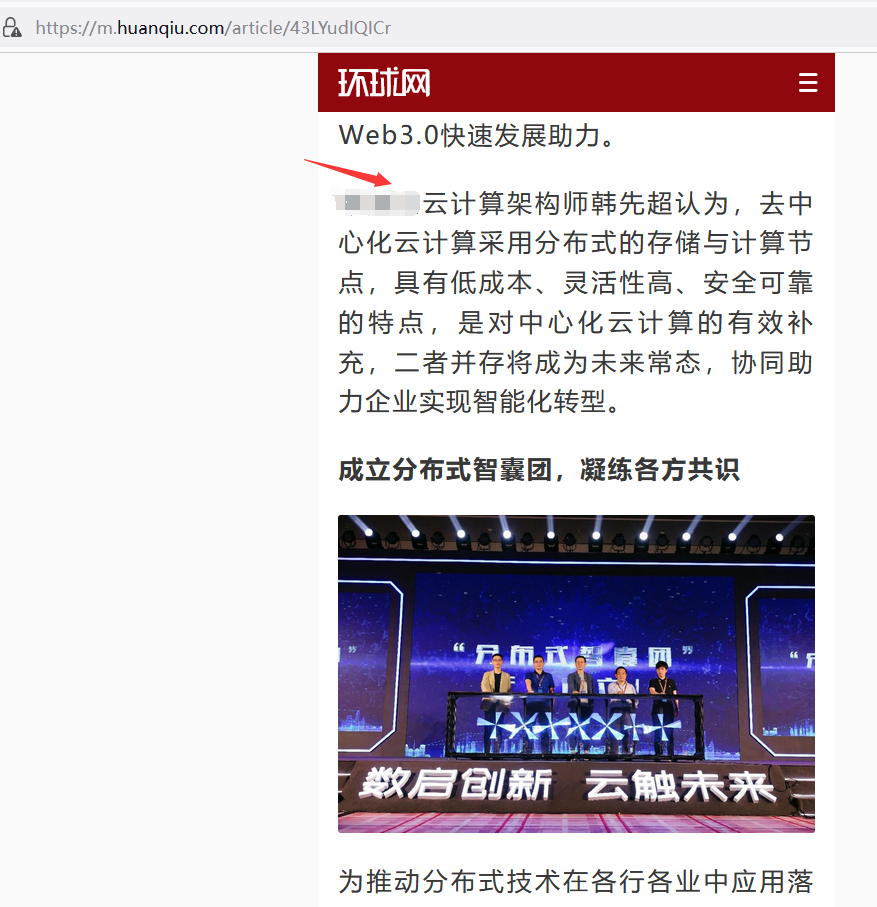 https://m.huanqiu.com/article/43LYudIQICr
环球网
Web3.0快速发展助力。
云计算架构师韩先超认为，去中
心化云计算采用分布式的存储与计算节
点，具有低成本、灵活性高、安全可靠
的特点，是对中心化云计算的有效补
充，二者并存将成为未来常态，协同助
力企业实现智能化转型。
成立分布式智囊团，凝练各方共识
“分布式智囊团”
数启创新 云触未来
为推动分布式技术在各行各业中应用落